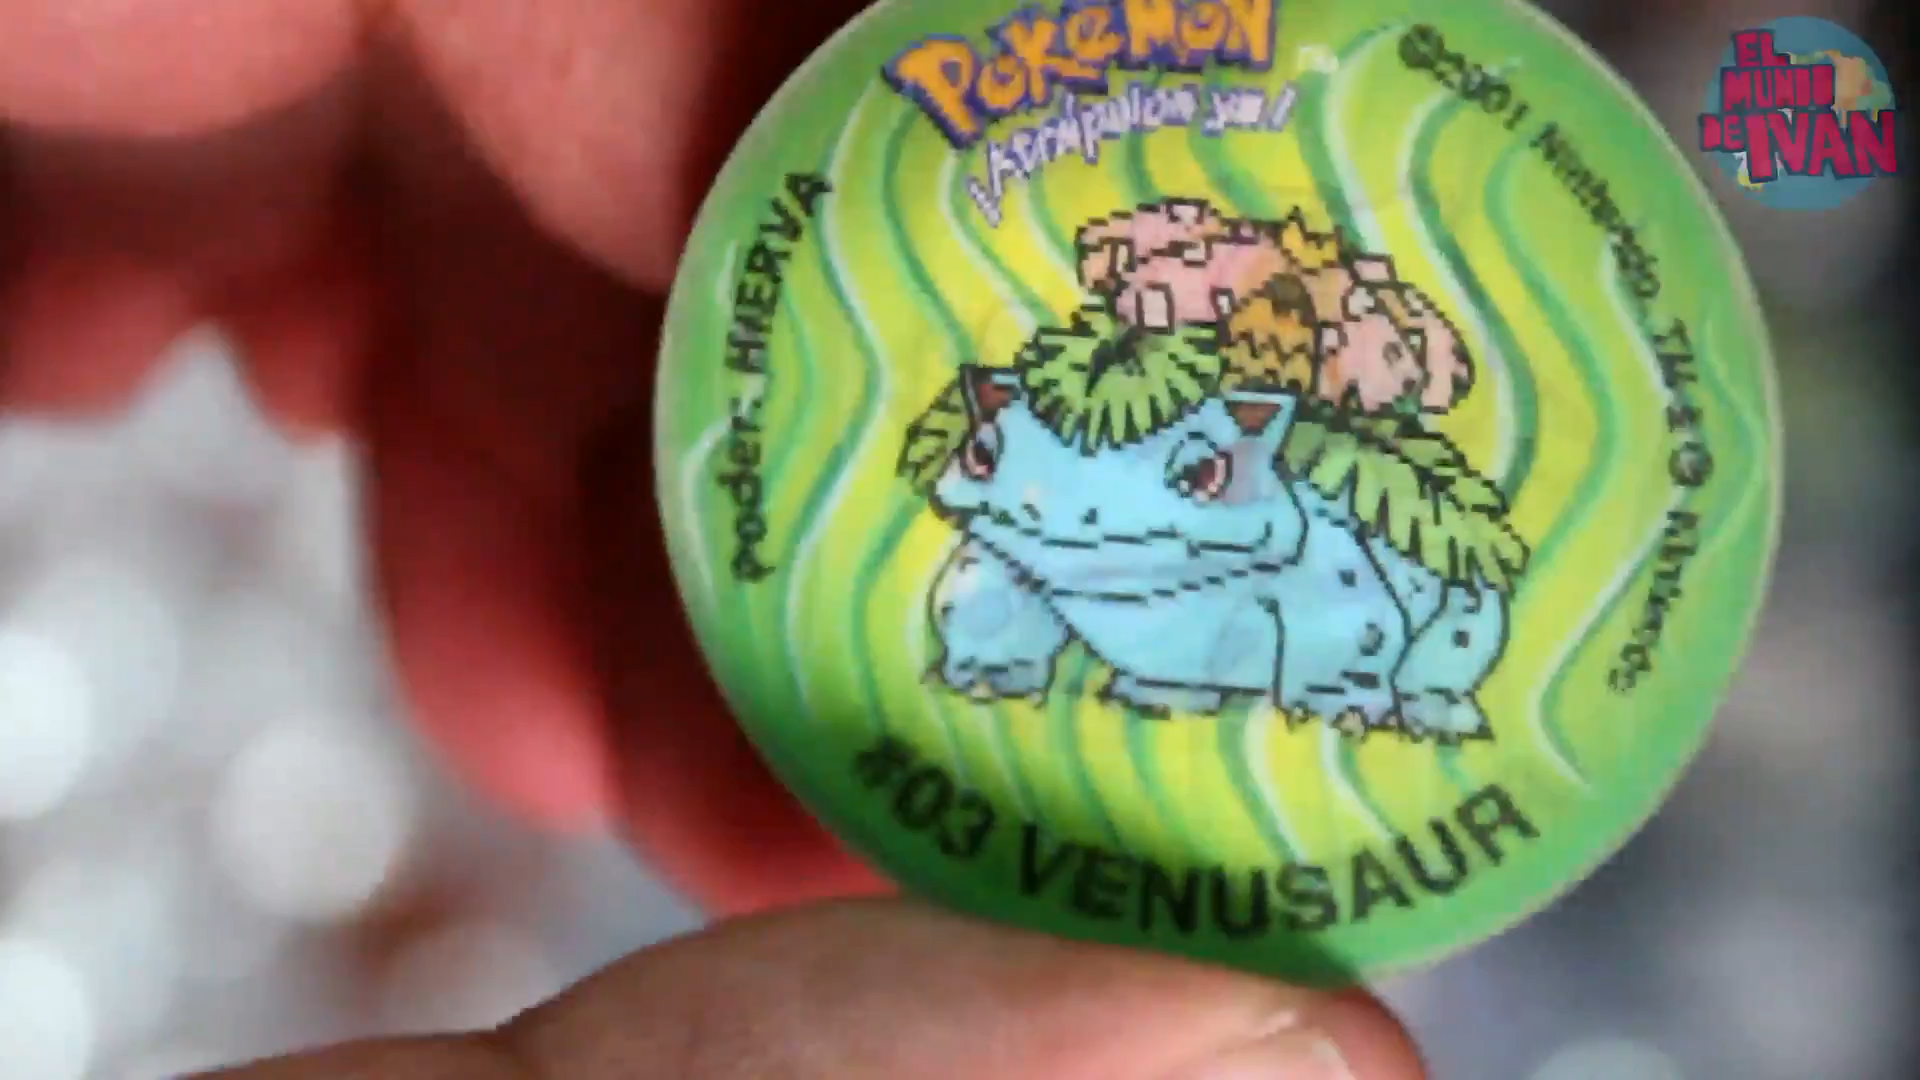 POKéMON
¡Atrápalos ya!
©2001 Nintendo. TM & ® Nintendo
poder: HIERVA
#03 VENUSAUR
EL
MUNDO
DE IVAN